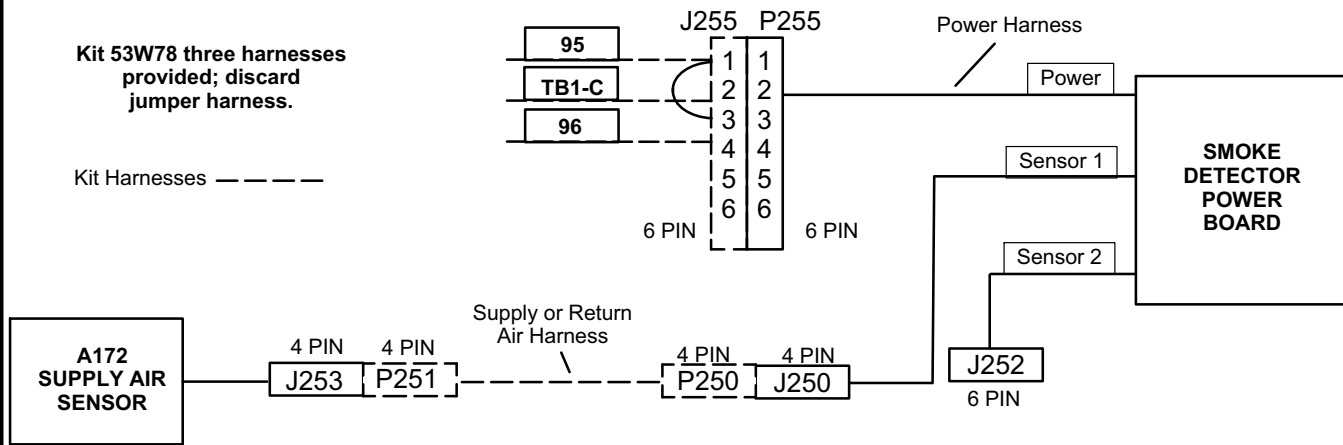 Kit 53W78 three harnesses
provided; discard
jumper harness.
Kit Harnesses
95
TB1-C
96
J255 P255
1 1
2 2
3 3
4 4
5 5
6 6
6 PIN 6 PIN
Power Harness
Power
Sensor 1
Sensor 2
SMOKE
DETECTOR
POWER
BOARD
A172
SUPPLY AIR
SENSOR
4 PIN 4 PIN
J253 P251
Supply or Return
Air Harness
4 PIN 4 PIN
P250 J250
J252
6 PIN